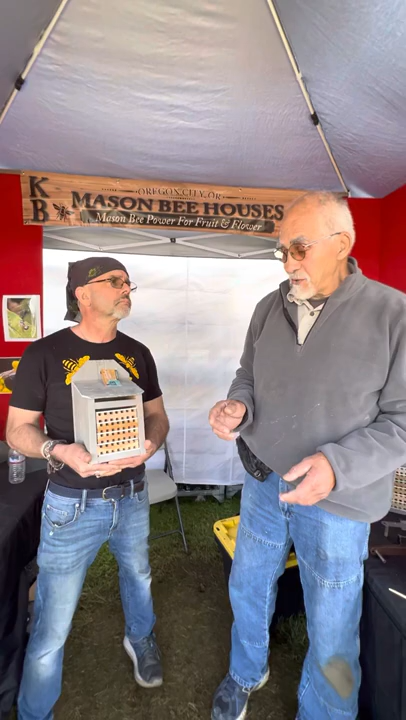 KB
OREGON CITY, OR
MASON BEE HOUSES
Mason Bee Power For Fruit & Flower